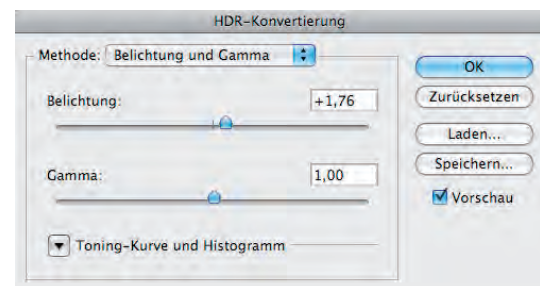 HDR-Konvertierung
Methode: Belichtung und Gamma
OK
Belichtung: +1,76
Zurücksetzen
Laden...
Gamma: 1,00
Speichern...
Vorschau
Toning-Kurve und Histogramm